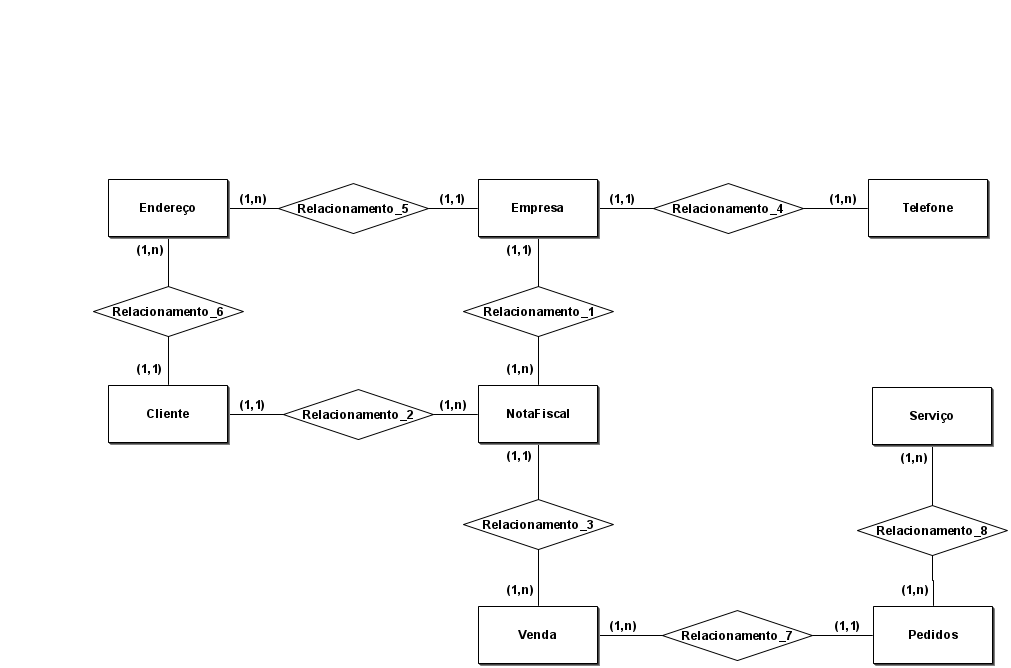 (1,n) (1,1) (1,1) (1,n)
Endereço Relacionamento_5 Empresa Relacionamento_4 Telefone
(1,n) (1,1)
Relacionamento_6 Relacionamento_1
(1,1) (1,n)
(1,1) (1,n)
Cliente Relacionamento_2 NotaFiscal Serviço
(1,1) (1,n)
Relacionamento_3 Relacionamento_8
(1,n) (1,n)
(1,n) (1,1)
Venda Relacionamento_7 Pedidos